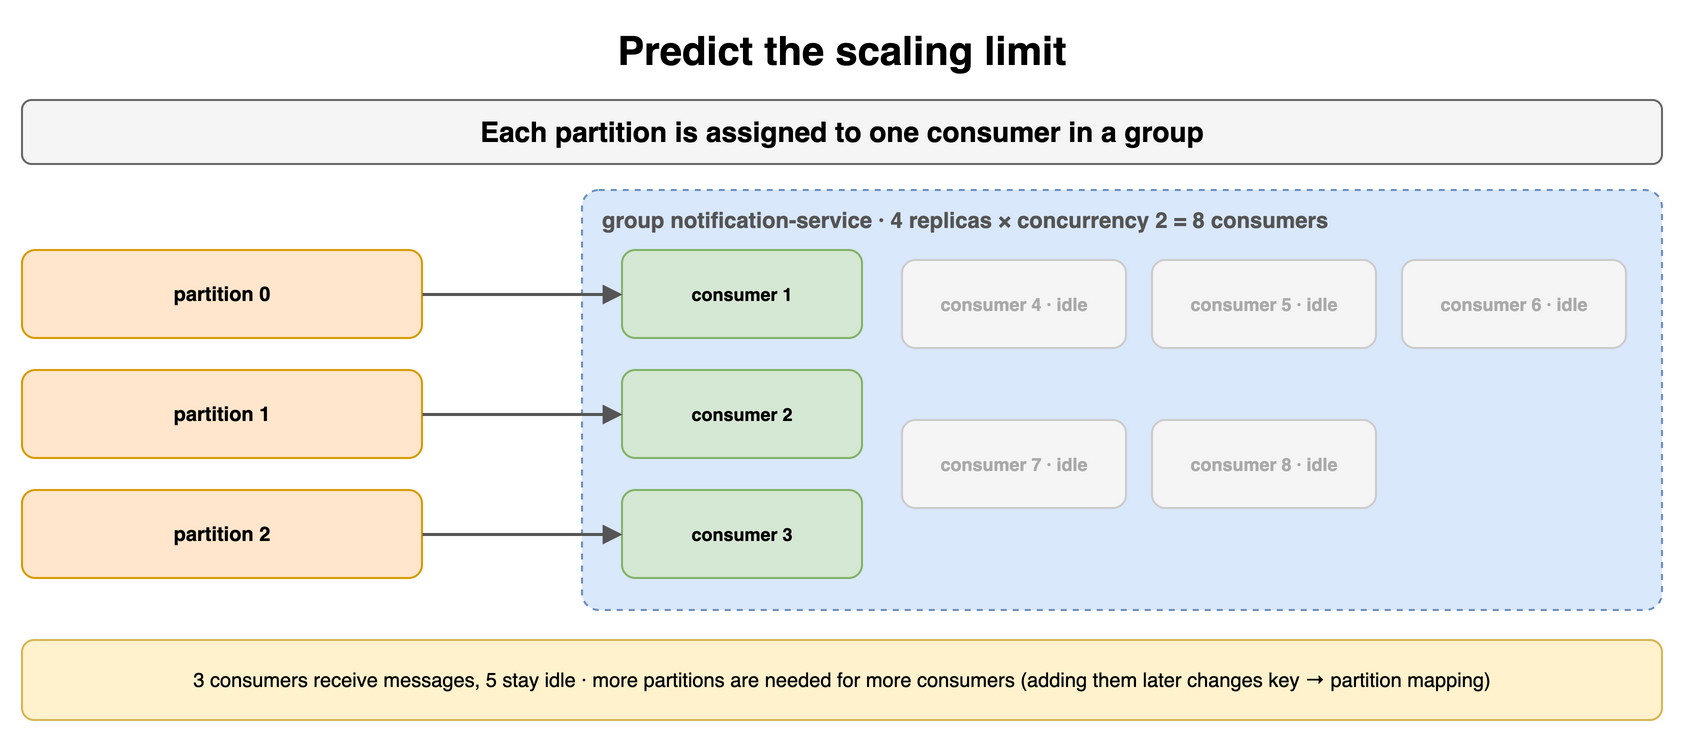 Predict the scaling limit
Each partition is assigned to one consumer in a group
group notification-service · 4 replicas × concurrency 2 = 8 consumers
partition 0
consumer 1
consumer 4 · idle
consumer 5 · idle
consumer 6 · idle
partition 1
consumer 2
consumer 7 · idle
consumer 8 · idle
partition 2
consumer 3
3 consumers receive messages, 5 stay idle · more partitions are needed for more consumers (adding them later changes key → partition mapping)